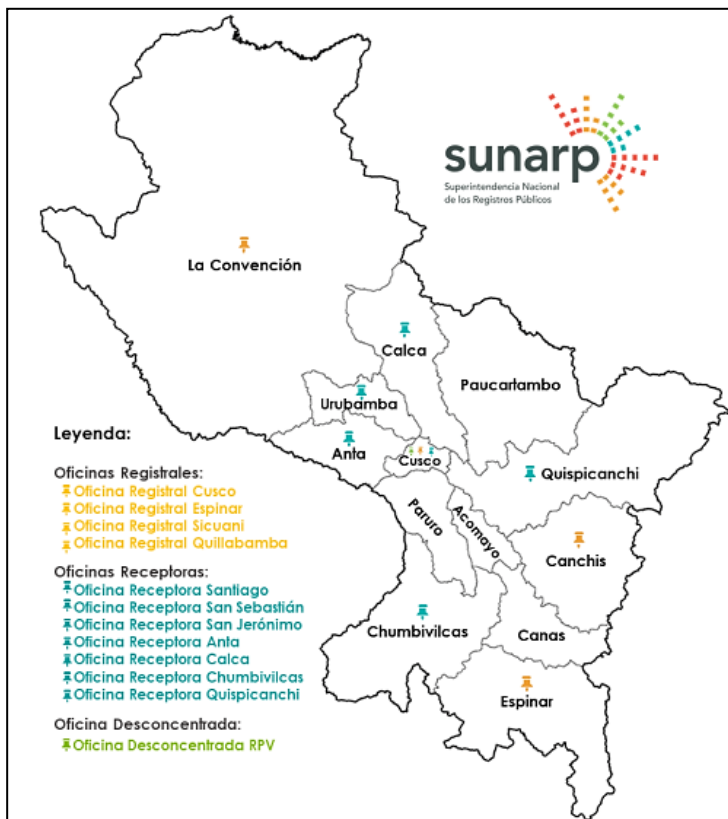 sunarp
Superintendencia Nacional
de los Registros Públicos
La Convención
Calca
Paucartambo
Urubamba
Anta
Cusco
Quispicanchi
Paruro
Acomayo
Canchis
Chumbivilcas
Canas
Espinar
Leyenda:
Oficinas Registrales:
Oficina Registral Cusco
Oficina Registral Espinar
Oficina Registral Sicuani
Oficina Registral Quillabamba
Oficinas Receptoras:
Oficina Receptora Santiago
Oficina Receptora San Sebastián
Oficina Receptora San Jerónimo
Oficina Receptora Anta
Oficina Receptora Calca
Oficina Receptora Chumbivilcas
Oficina Receptora Quispicanchi
Oficina Desconcentrada:
Oficina Desconcentrada RPV